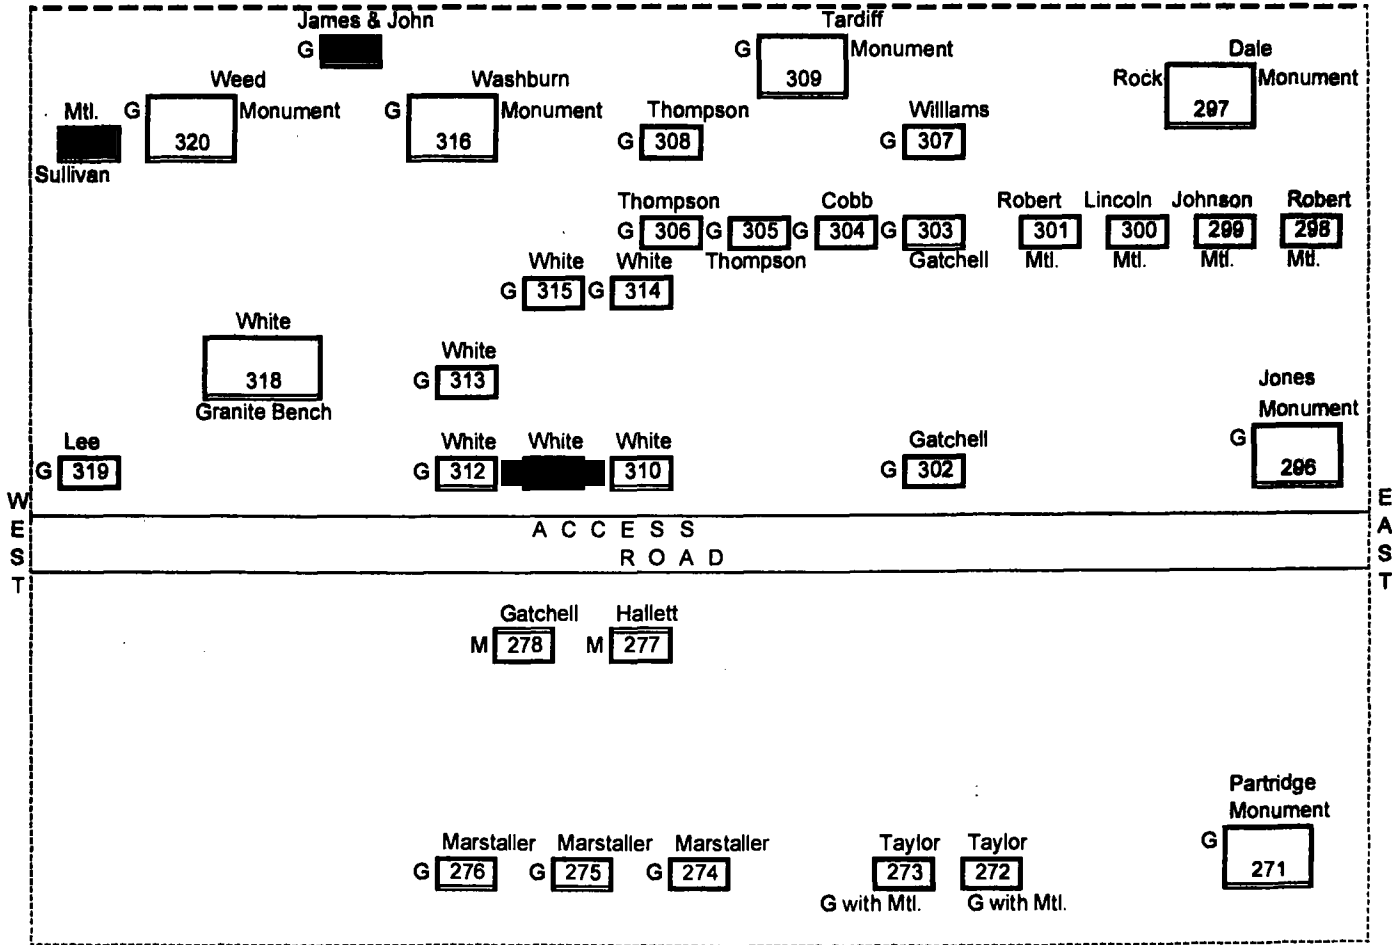 James & John
G
Tardiff
G Monument
309
Dale
Rock Monument
297
Weed
G Monument
320
Washburn
G Monument
316
Mtl.
Sullivan
Thompson
G 308
Williams
G 307
Thompson
G 306 G 305 G
Thompson
Cobb
304 G 303
Gatchell
Robert Lincoln Johnson Robert
301 300 299 298
Mtl. Mtl. Mtl. Mtl.
White White
G 315 G 314
White
318
Granite Bench
White
G 313
Jones
Monument
G
296
Lee
G 319
White White White
G 312 310
Gatchell
G 302
WEST
EAST
ACCESS
ROAD
Gatchell Hallett
M 278 M 277
Partridge
Monument
G
271
Marstaller Marstaller Marstaller
G 276 G 275 G 274
Taylor Taylor
273 272
G with Mtl. G with Mtl.